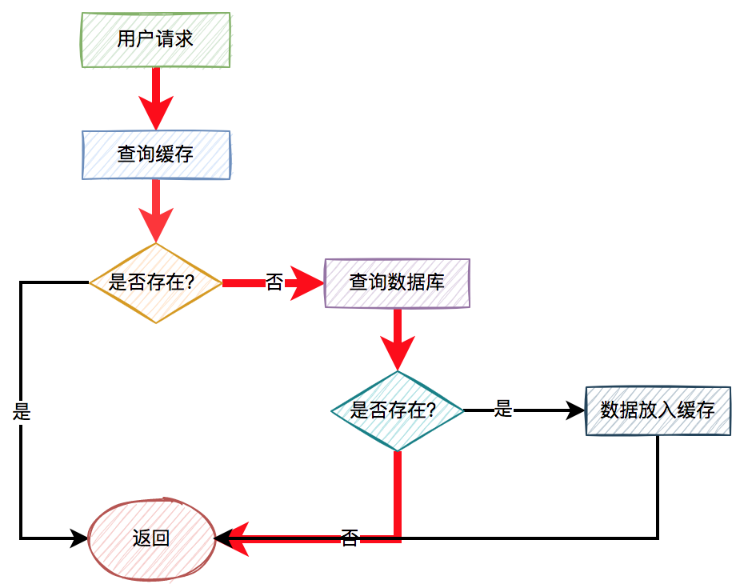 用户请求
查询缓存
是否存在?
否
查询数据库
是否存在?
是
数据放入缓存
是
返回
否